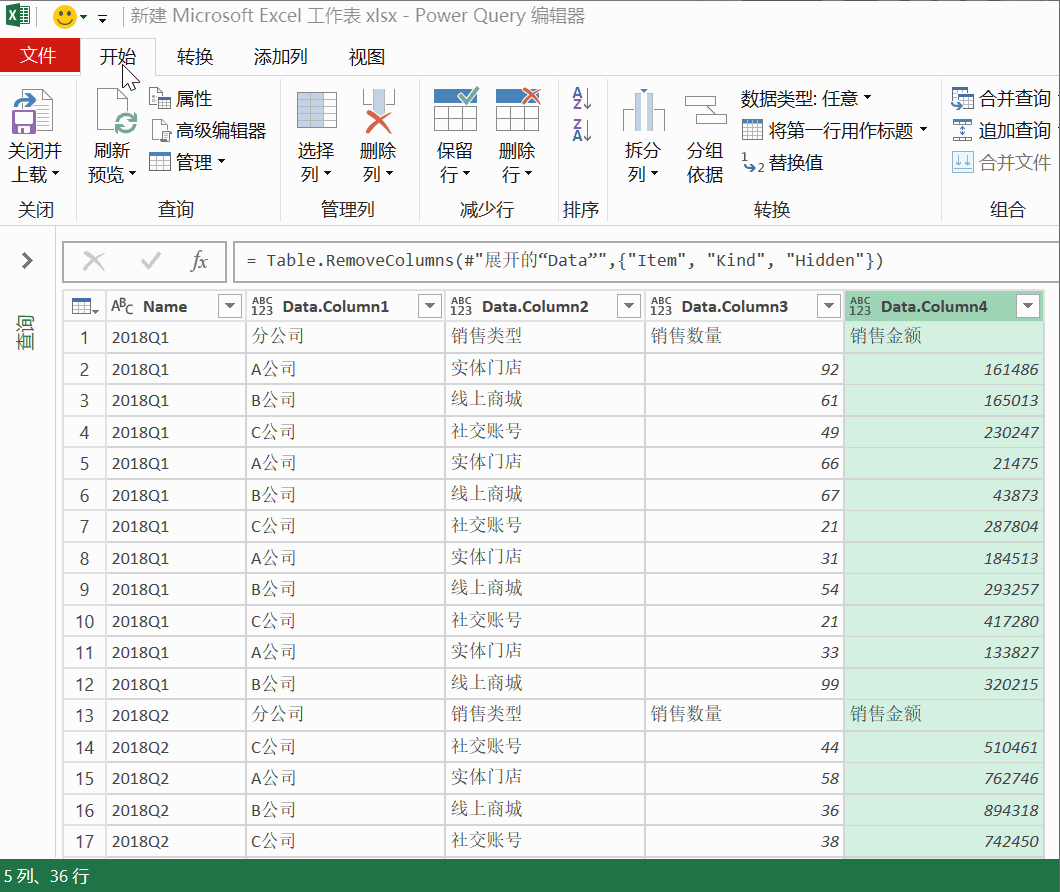 新建 Microsoft Excel 工作表 xlsx - Power Query 编辑器
文件 开始 转换 添加列 视图
关闭并上载
关闭
刷新预览
属性
高级编辑器
管理
查询
选择列
删除列
管理列
保留行
删除行
减少行
A Z
Z A
排序
拆分列
分组依据
数据类型: 任意
将第一行用作标题
1 2 替换值
转换
合并查询
追加查询
合并文件
组合
查询
fx = Table.RemoveColumns(#"展开的“Data”",{"Item", "Kind", "Hidden"})
ABC Name ABC 123 Data.Column1 ABC 123 Data.Column2 ABC 123 Data.Column3 ABC 123 Data.Column4
1 2018Q1 分公司 销售类型 销售数量 销售金额
2 2018Q1 A公司 实体门店 92 161486
3 2018Q1 B公司 线上商城 61 165013
4 2018Q1 C公司 社交账号 49 230247
5 2018Q1 A公司 实体门店 66 21475
6 2018Q1 B公司 线上商城 67 43873
7 2018Q1 C公司 社交账号 21 287804
8 2018Q1 A公司 实体门店 31 184513
9 2018Q1 B公司 线上商城 54 293257
10 2018Q1 C公司 社交账号 21 417280
11 2018Q1 A公司 实体门店 33 133827
12 2018Q1 B公司 线上商城 99 320215
13 2018Q2 分公司 销售类型 销售数量 销售金额
14 2018Q2 C公司 社交账号 44 510461
15 2018Q2 A公司 实体门店 58 762746
16 2018Q2 B公司 线上商城 36 894318
17 2018Q2 C公司 社交账号 38 742450
5 列、36 行